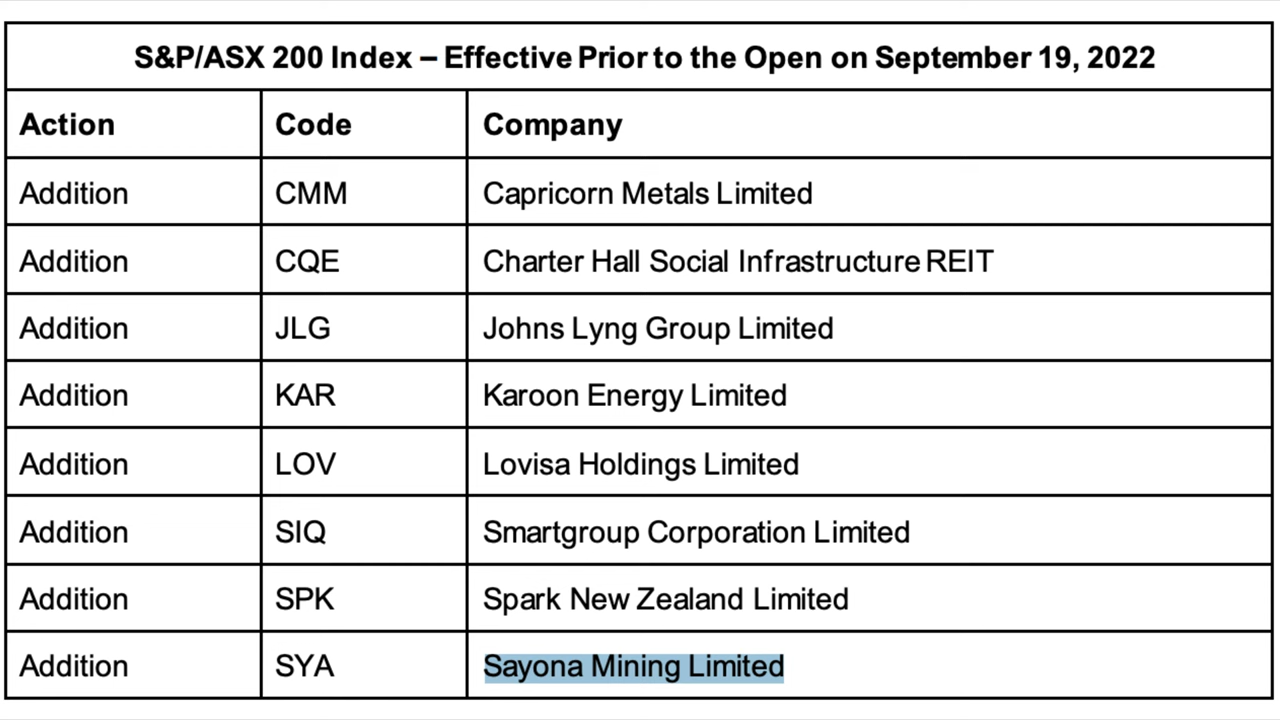 S&P/ASX 200 Index – Effective Prior to the Open on September 19, 2022
Action Code Company
Addition CMM Capricorn Metals Limited
Addition CQE Charter Hall Social Infrastructure REIT
Addition JLG Johns Lyng Group Limited
Addition KAR Karoon Energy Limited
Addition LOV Lovisa Holdings Limited
Addition SIQ Smartgroup Corporation Limited
Addition SPK Spark New Zealand Limited
Addition SYA Sayona Mining Limited